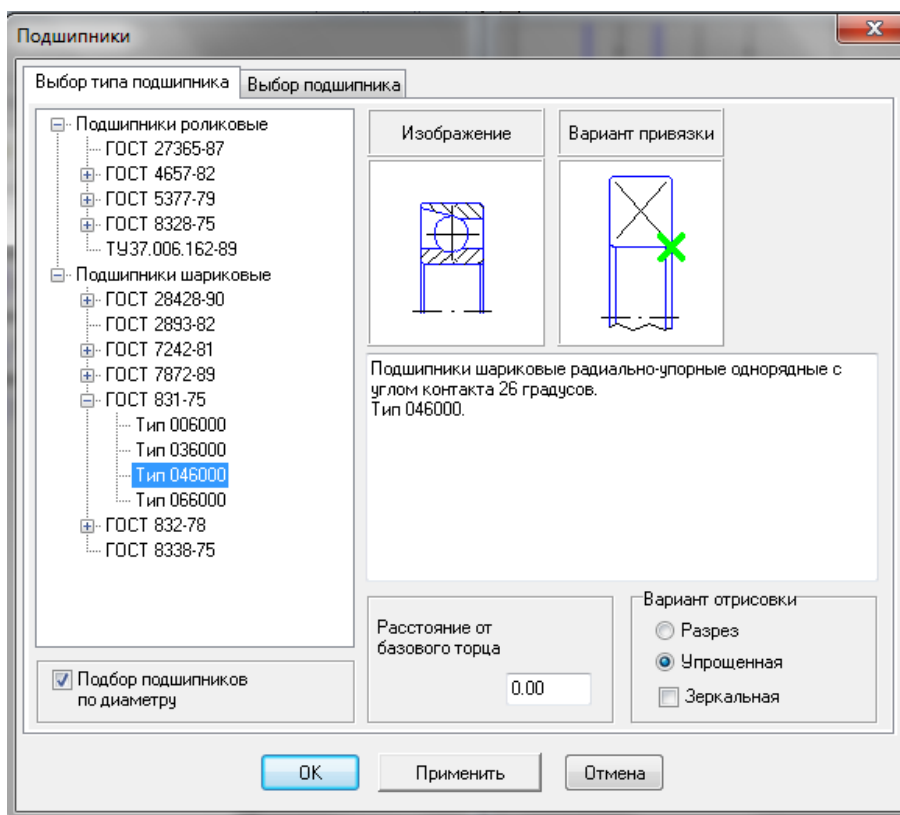 Подшипники
Выбор типа подшипника
Выбор подшипника
Подшипники роликовые
ГОСТ 27365-87
ГОСТ 4657-82
ГОСТ 5377-79
ГОСТ 8328-75
ТУ37.006.162-89
Подшипники шариковые
ГОСТ 28428-90
ГОСТ 2893-82
ГОСТ 7242-81
ГОСТ 7872-89
ГОСТ 831-75
Тип 006000
Тип 036000
Тип 046000
Тип 066000
ГОСТ 832-78
ГОСТ 8338-75
Подбор подшипников
по диаметру
Изображение
Вариант привязки
Подшипники шариковые радиально-упорные однорядные с
углом контакта 26 градусов.
Тип 046000.
Расстояние от
базового торца
0.00
Вариант отрисовки
Разрез
Упрощенная
Зеркальная
OK
Применить
Отмена